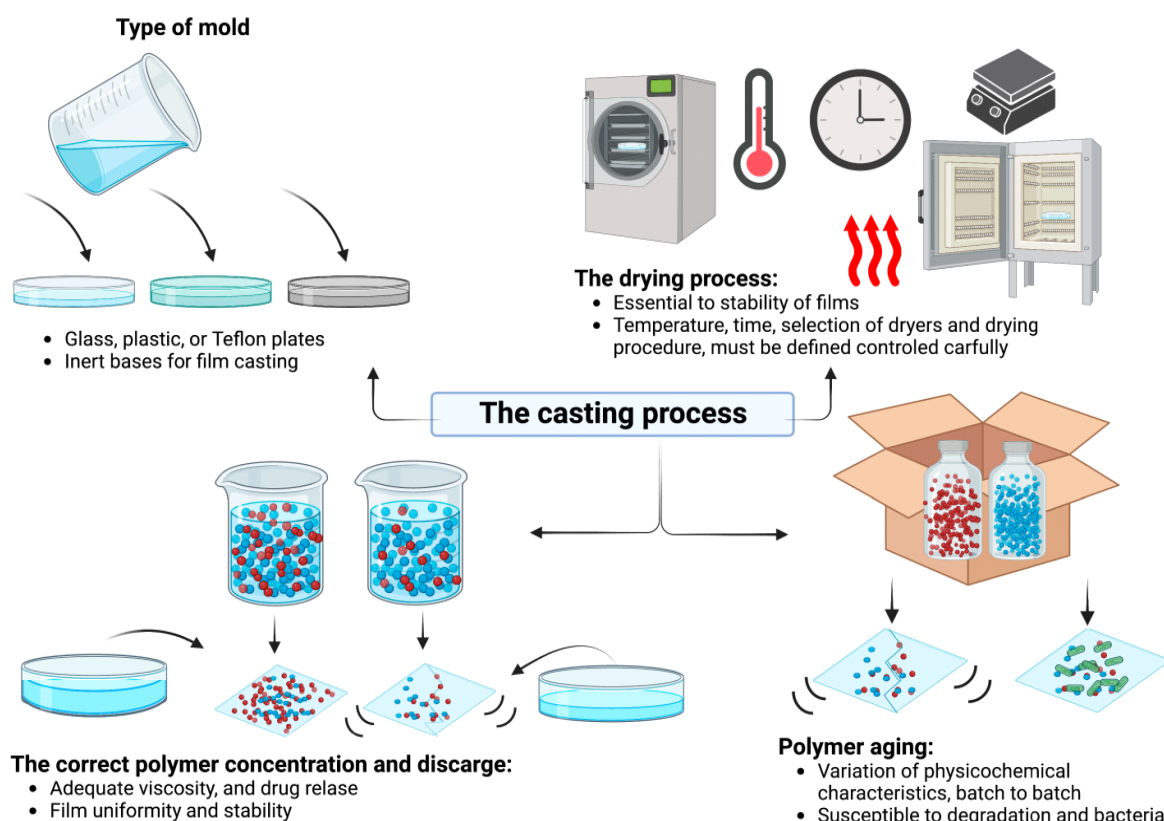 Type of mold
• Glass, plastic, or Teflon plates
• Inert bases for film casting
The drying process:
• Essential to stability of films
• Temperature, time, selection of dryers and drying
procedure, must be defined controled carfully
The casting process
The correct polymer concentration and discarge:
• Adequate viscosity, and drug relase
• Film uniformity and stability
Polymer aging:
• Variation of physicochemical
characteristics, batch to batch
• Susceptible to degradation and bacteria